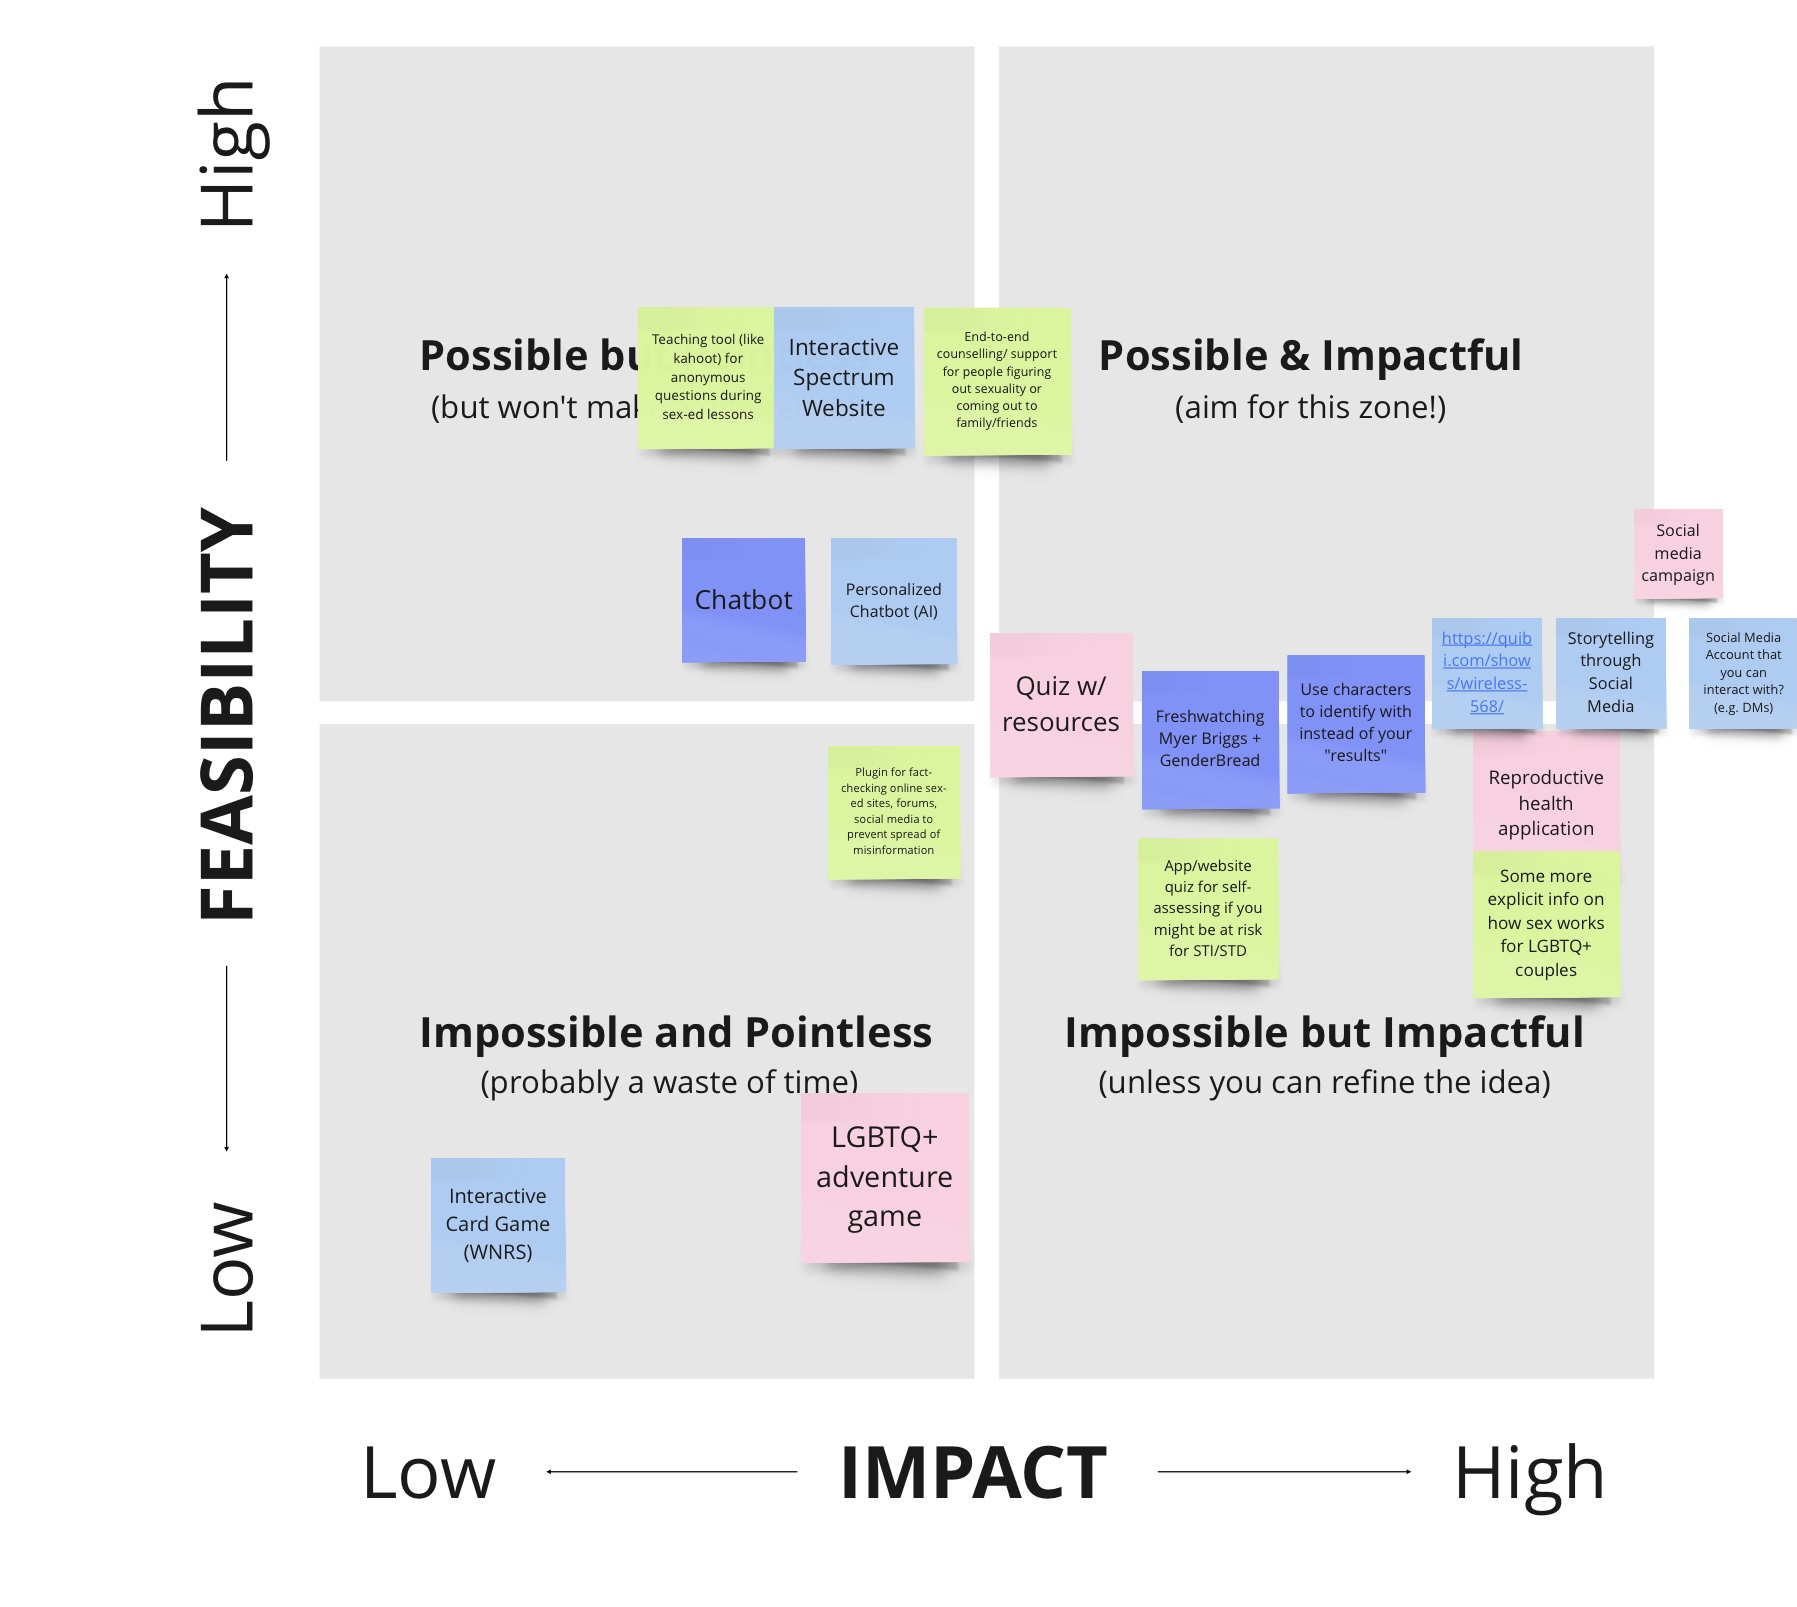 High
FEASIBILITY
Low
Possible bu
(but won't mak
Teaching tool (like
kahoot) for
anonymous
questions during
sex-ed lessons
Interactive
Spectrum
Website
End-to-end
counselling/ support
for people figuring
out sexuality or
coming out to
family/friends
Possible & Impactful
(aim for this zone!)
Chatbot
Personalized
Chatbot (AI)
Social
media
campaign
Quiz w/
resources
Freshwatching
Myer Briggs +
GenderBread
Use characters
to identify with
instead of your
"results"
https://quib
i.com/show
s/wireless-
568/
Storytelling
through
Social
Media
Social Media
Account that
you can
interact with?
(e.g. DMs)
Plugin for fact-
checking online sex-
ed sites, forums,
social media to
prevent spread of
misinformation
App/website
quiz for self-
assessing if you
might be at risk
for STI/STD
Reproductive
health
application
Some more
explicit info on
how sex works
for LGBTQ+
couples
Impossible and Pointless
(probably a waste of time)
Impossible but Impactful
(unless you can refine the idea)
Interactive
Card Game
(WNRS)
LGBTQ+
adventure
game
Low
IMPACT
High